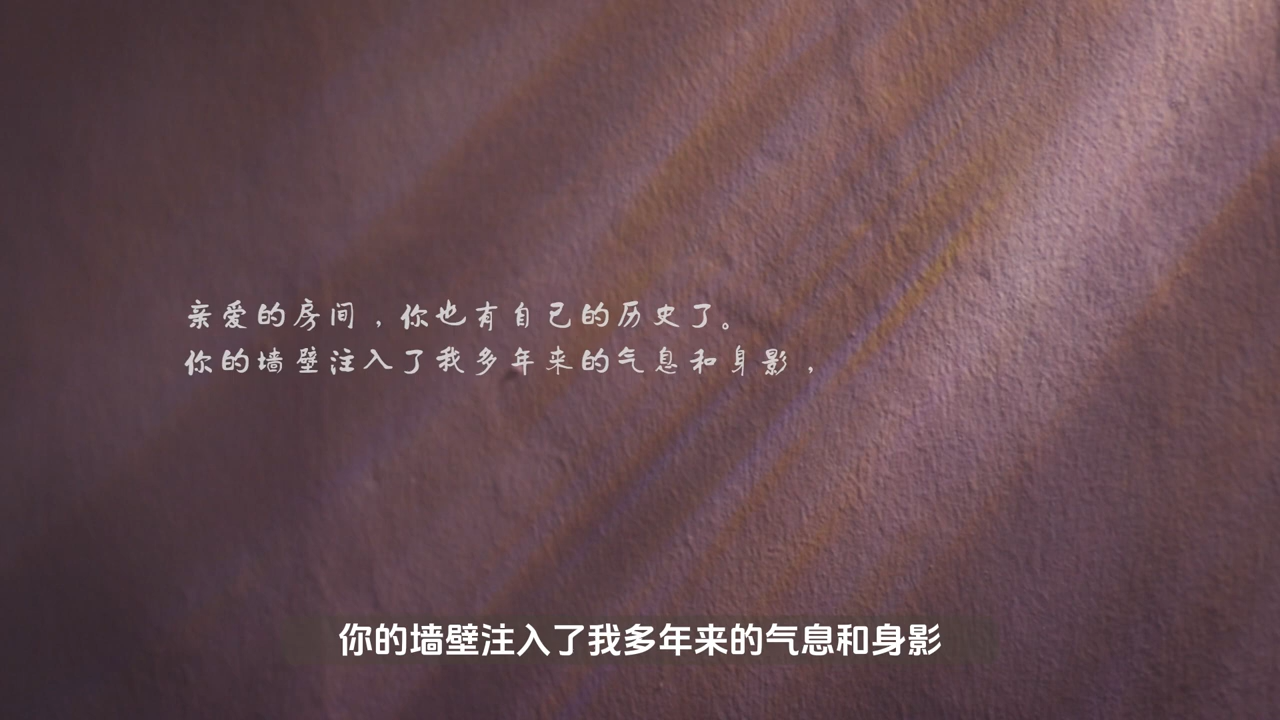 亲爱的房间，你也有自己的历史了。
你的墙壁注入了我多年来的气息和身影，
你的墙壁注入了我多年来的气息和身影